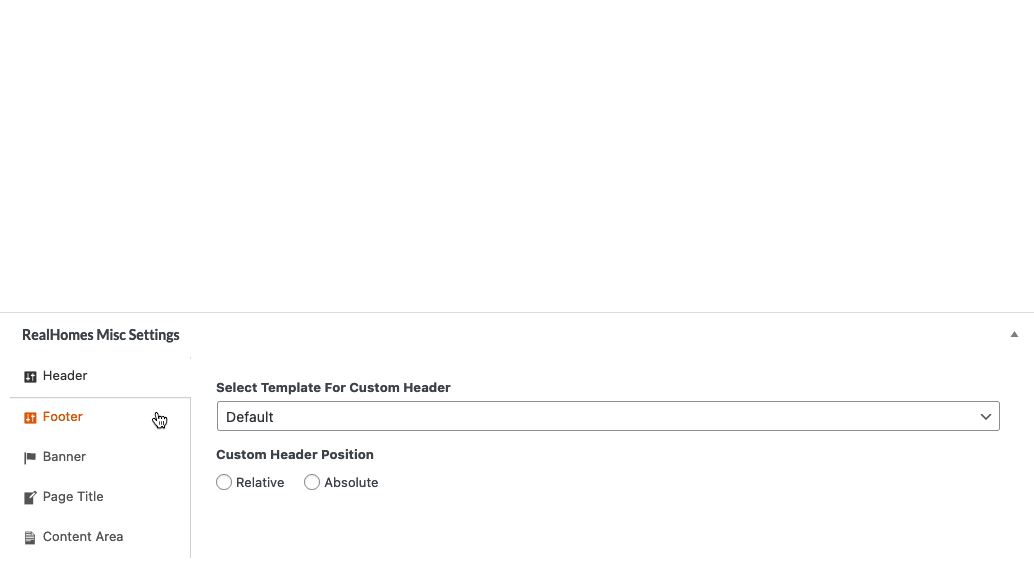 RealHomes Misc Settings
Header
Footer
Banner
Page Title
Content Area
Select Template For Custom Header
Default
Custom Header Position
Relative Absolute